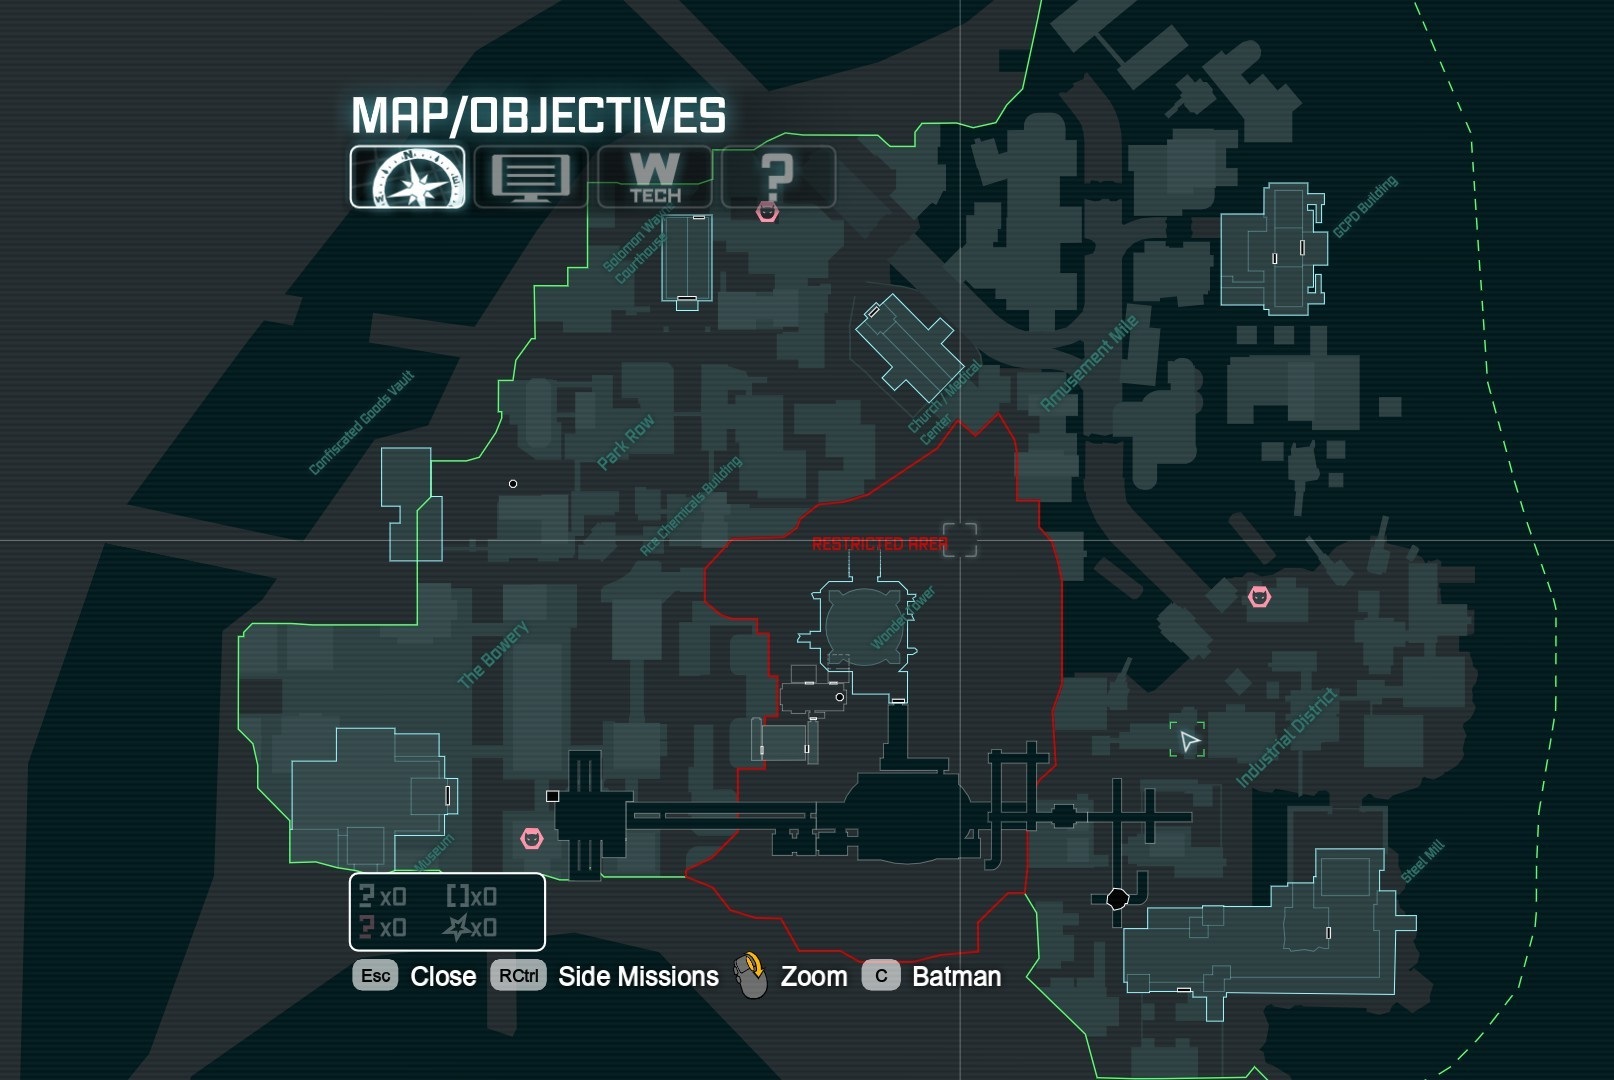 MAP/OBJECTIVES
W
TECH
?
GCPD Building
Solomon Wayne
Courthouse
Amusement Mile
Church / Medical
Center
Confiscated Goods Vault
Park Row
Ace Chemicals Building
RESTRICTED AREA
Wonder Tower
The Bowery
Industrial District
Museum
Steel Mill
? x0 [] x0
? x0 x0
Esc Close RCtrl Side Missions Zoom C Batman